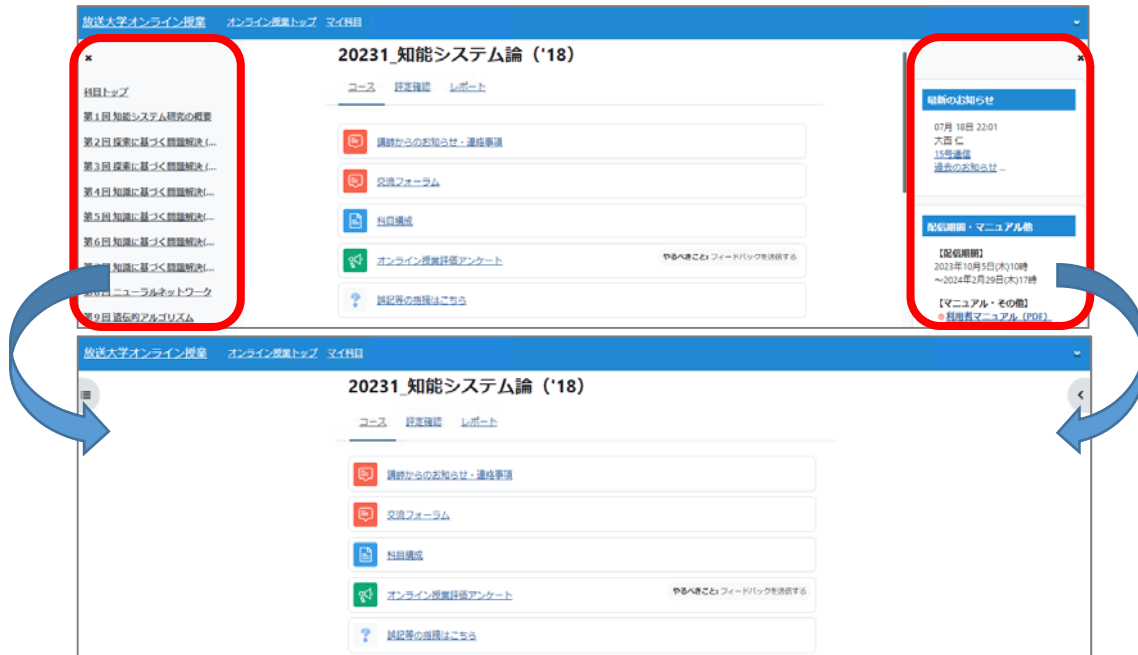 放送大学オンライン授業 オンライン授業トップ マイ科目
20231_知能システム論（'18）
コース 評定確認 レポート
科目トップ
第1回 知能システム研究の概要
第2回 探索に基づく問題解決 (...
第3回 探索に基づく問題解決 (...
第4回 知識に基づく問題解決(...
第5回 知識に基づく問題解決(...
第6回 知識に基づく問題解決(...
知識に基づく問題解決(...
ニューラルネットワーク
第9回 遺伝的アルゴリズム
講師からのお知らせ・連絡事項
交流フォーラム
科目構成
オンライン授業評価アンケート やるべきこと: フィードバックを送信する
誤記等の指摘はこちら
最新のお知らせ
07月 18日 22:01
大西 仁
15号通信
過去のお知らせ ...
配信期間・マニュアル他
【配信期間】
2023年10月5日(木)10時
～2024年2月29日(木)17時
【マニュアル・その他】
利用者マニュアル（PDF）
放送大学オンライン授業 オンライン授業トップ マイ科目
20231_知能システム論（'18）
コース 評定確認 レポート
講師からのお知らせ・連絡事項
交流フォーラム
科目構成
オンライン授業評価アンケート やるべきこと: フィードバックを送信する
誤記等の指摘はこちら